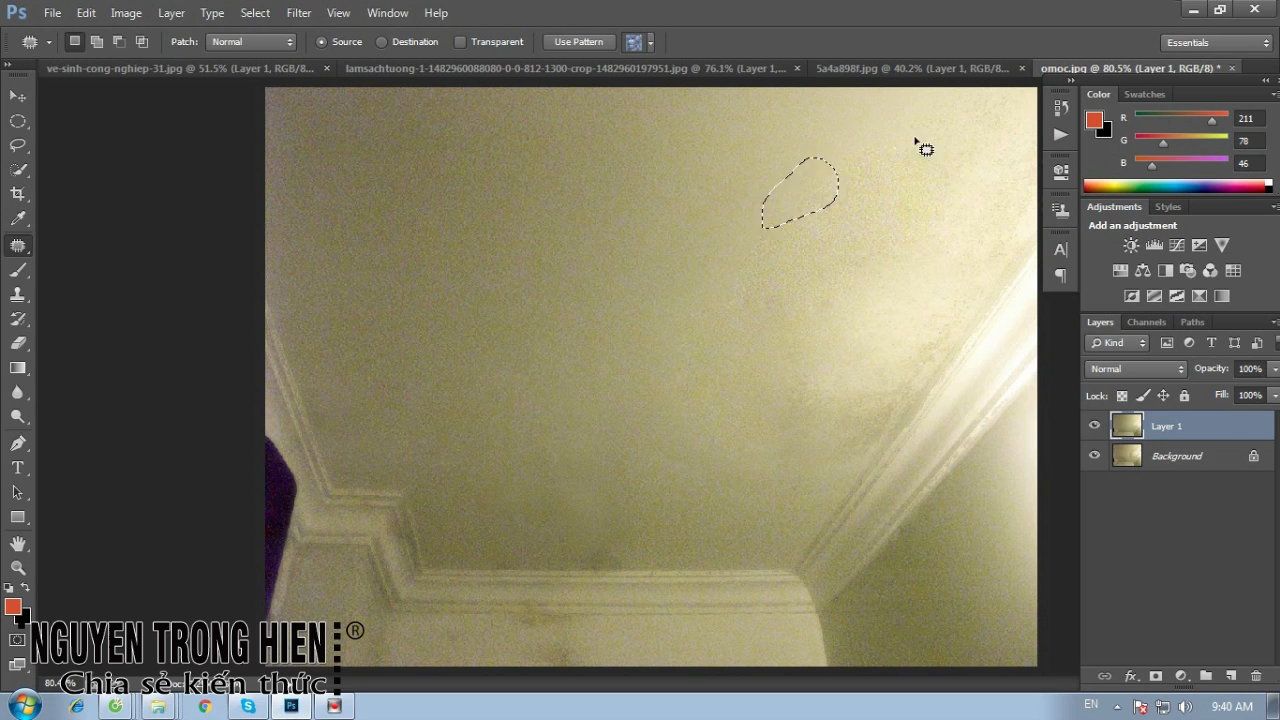 Ps File Edit Image Layer Type Select Filter View Window Help
Patch: Normal Source Destination Transparent Use Pattern Essentials
ve-sinh-cong-nghiep-31.jpg @ 51.5% (Layer 1, RGB/8... × lamsachtuong-1-1482960088080-0-0-812-1300-crop-1482960197951.jpg @ 76.1% (Layer 1,... × 5a4a898f.jpg @ 40.2% (Layer 1, RGB/8... × omoc.jpg @ 80.5% (Layer 1, RGB/8) * ×
Color Swatches
R 211
G 78
B 46
Adjustments Styles
Add an adjustment
Layers Channels Paths
Kind
Normal Opacity: 100%
Lock: Fill: 100%
Layer 1
Background
NGUYEN TRONG HIEN ®
Chia sẻ kiến thức
EN 9:40 AM